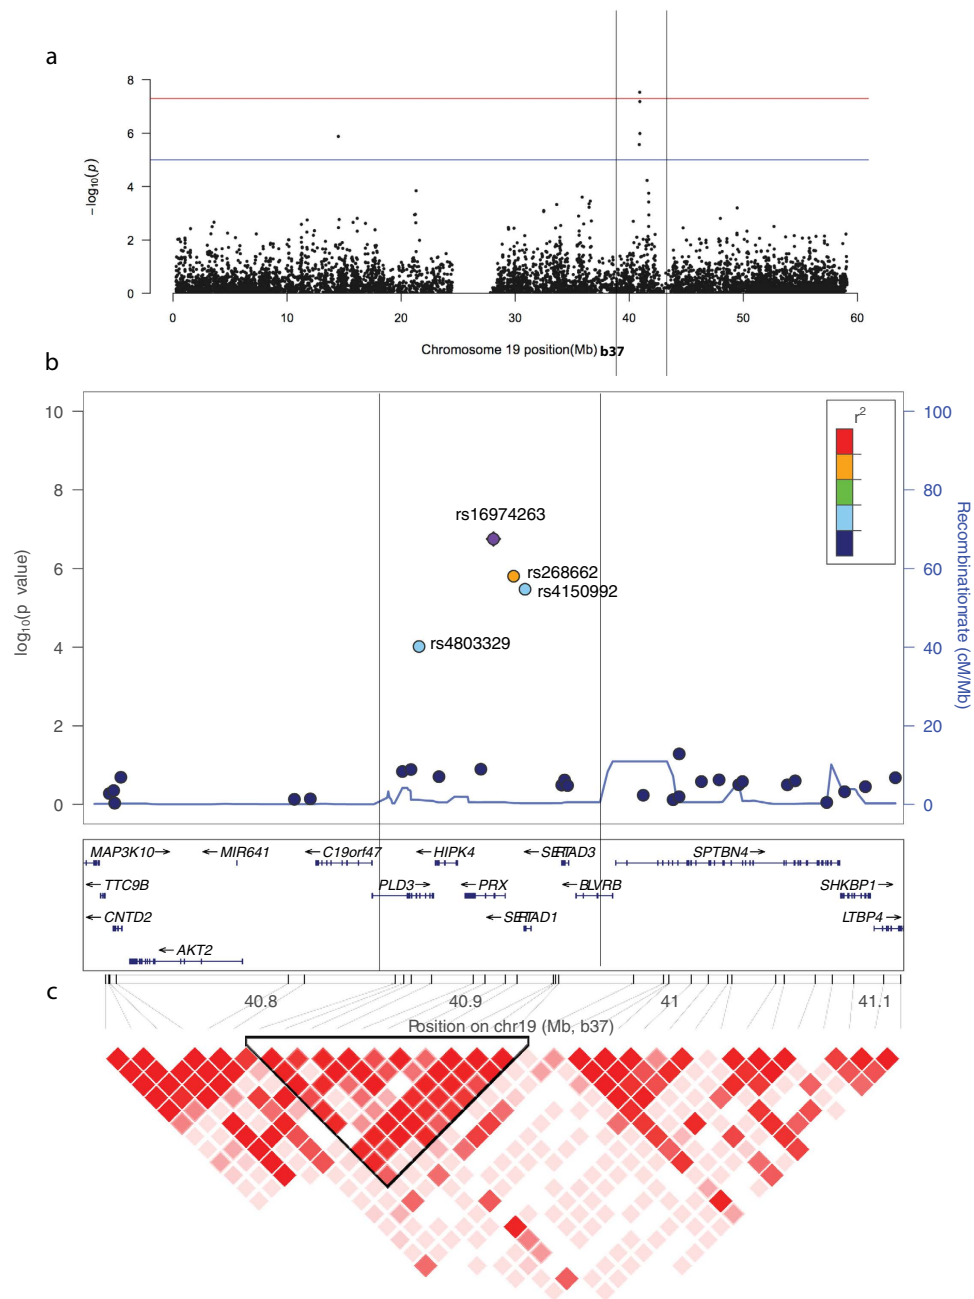 a
8
6
4
2
0
−log10(p)
0 10 20 30 40 50 60
Chromosome 19 position(Mb) b37
b
10
8
6
4
2
0
log10(p value)
100
80
60
40
20
0
Recombinationrate (cM/Mb)
r2
rs16974263
rs268662
rs4150992
rs4803329
MAP3K10 MIR641 C19orf47 HIPK4 SERTAD3 SPTBN4
TTC9B PLD3 PRX BLVRB SHKBP1
CNTD2 SERTAD1 LTBP4
AKT2
c
40.8 40.9 41 41.1
Position on chr19 (Mb, b37)